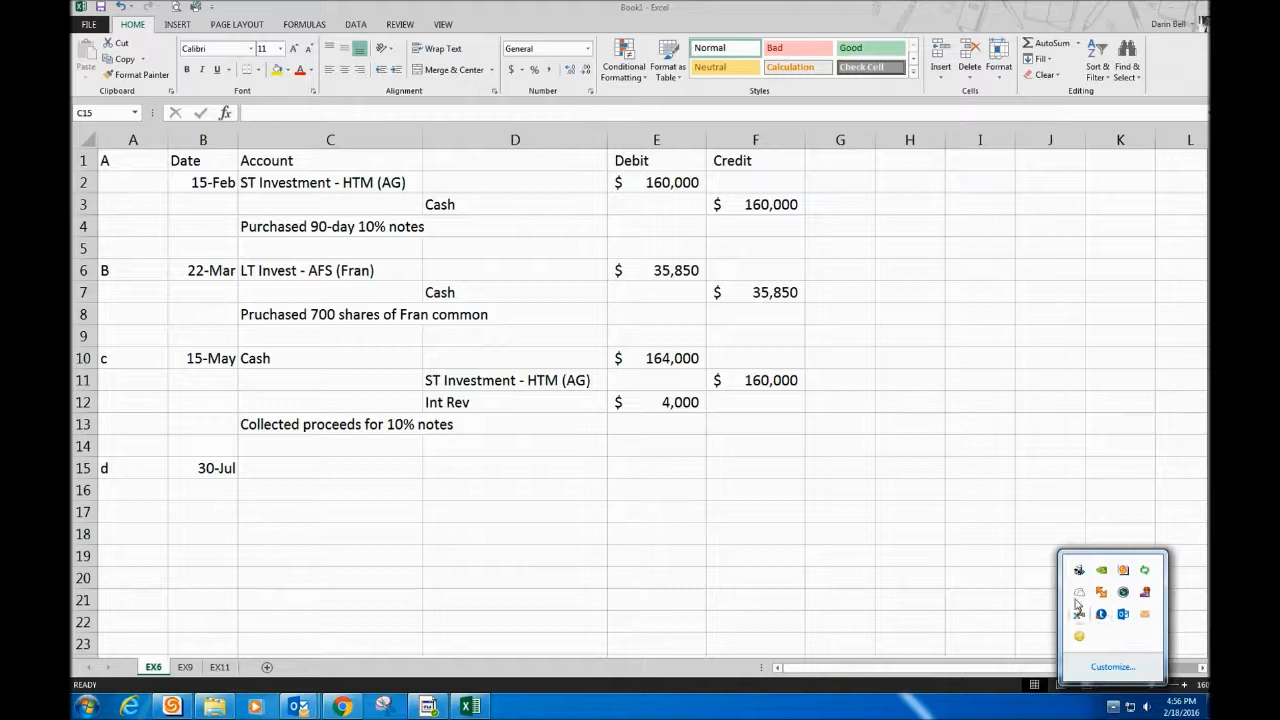 Book1 - Excel
FILE HOME INSERT PAGE LAYOUT FORMULAS DATA REVIEW VIEW Darin Bell
Cut Calibri 11 Wrap Text General Normal Bad Good AutoSum
Copy Fill
Paste Format Painter B I U Merge & Center $ % Conditional Formatting Format as Table Neutral Calculation Check Cell Insert Delete Format Clear Sort & Filter Find & Select
Clipboard Font Alignment Number Styles Cells Editing
C15 fx
A B C D E F G H I J K L
1 A Date Account Debit Credit
2 15-Feb ST Investment - HTM (AG) $ 160,000
3 Cash $ 160,000
4 Purchased 90-day 10% notes
5
6 B 22-Mar LT Invest - AFS (Fran) $ 35,850
7 Cash $ 35,850
8 Pruchased 700 shares of Fran common
9
10 c 15-May Cash $ 164,000
11 ST Investment - HTM (AG) $ 160,000
12 Int Rev $ 4,000
13 Collected proceeds for 10% notes
14
15 d 30-Jul
16
17
18
19
20
21
22
23
Customize...
EX6 EX9 EX11
READY
4:56 PM
2/18/2016